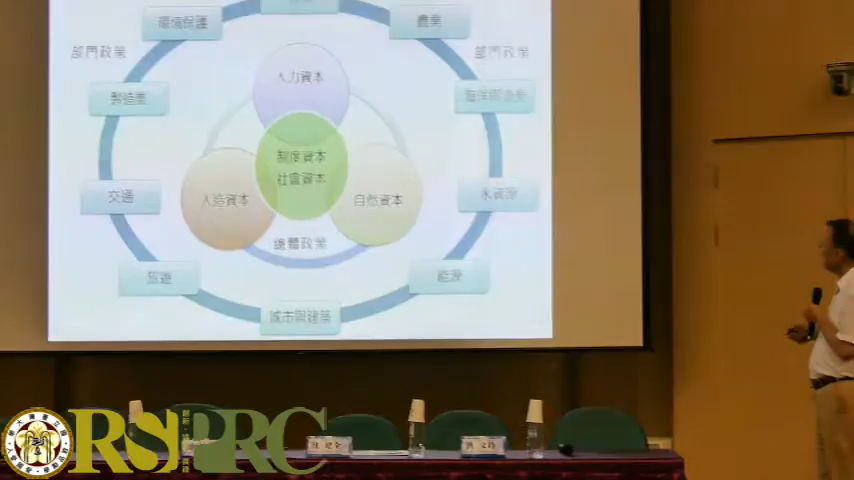 環境保護
農業
部門政策
部門政策
人力資本
製造業
海洋與漁業
制度資本
社會資本
交通
人造資本
自然資本
水資源
總體政策
旅遊
能源
城市與建築
RSPRC